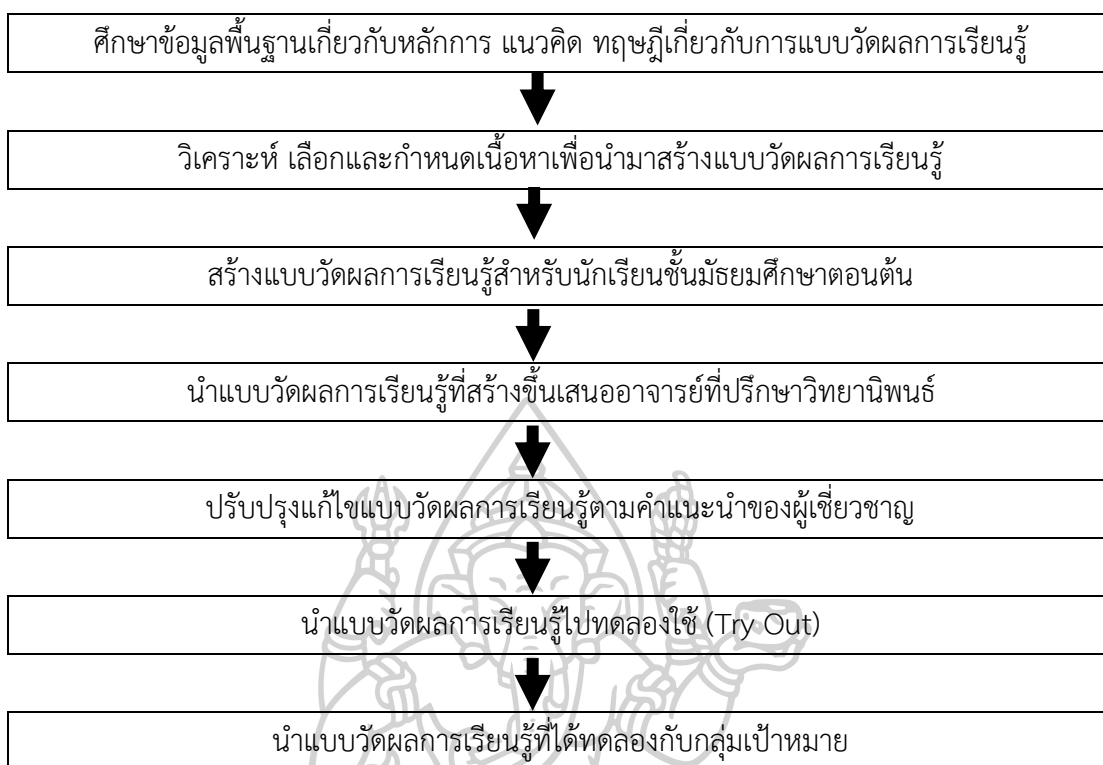 ศึกษาข้อมูลพื้นฐานเกี่ยวกับหลักการ แนวคิด ทฤษฎีเกี่ยวกับการแบบวัดผลการเรียนรู้
วิเคราะห์ เลือกและกำหนดเนื้อหาเพื่อนำมาสร้างแบบวัดผลการเรียนรู้
สร้างแบบวัดผลการเรียนรู้สำหรับนักเรียนชั้นมัธยมศึกษาตอนต้น
นำแบบวัดผลการเรียนรู้ที่สร้างขึ้นเสนออาจารย์ที่ปรึกษาวิทยานิพนธ์
ปรับปรุงแก้ไขแบบวัดผลการเรียนรู้ตามคำแนะนำของผู้เชี่ยวชาญ
นำแบบวัดผลการเรียนรู้ไปทดลองใช้ (Try Out)
นำแบบวัดผลการเรียนรู้ที่ได้ทดลองกับกลุ่มเป้าหมาย